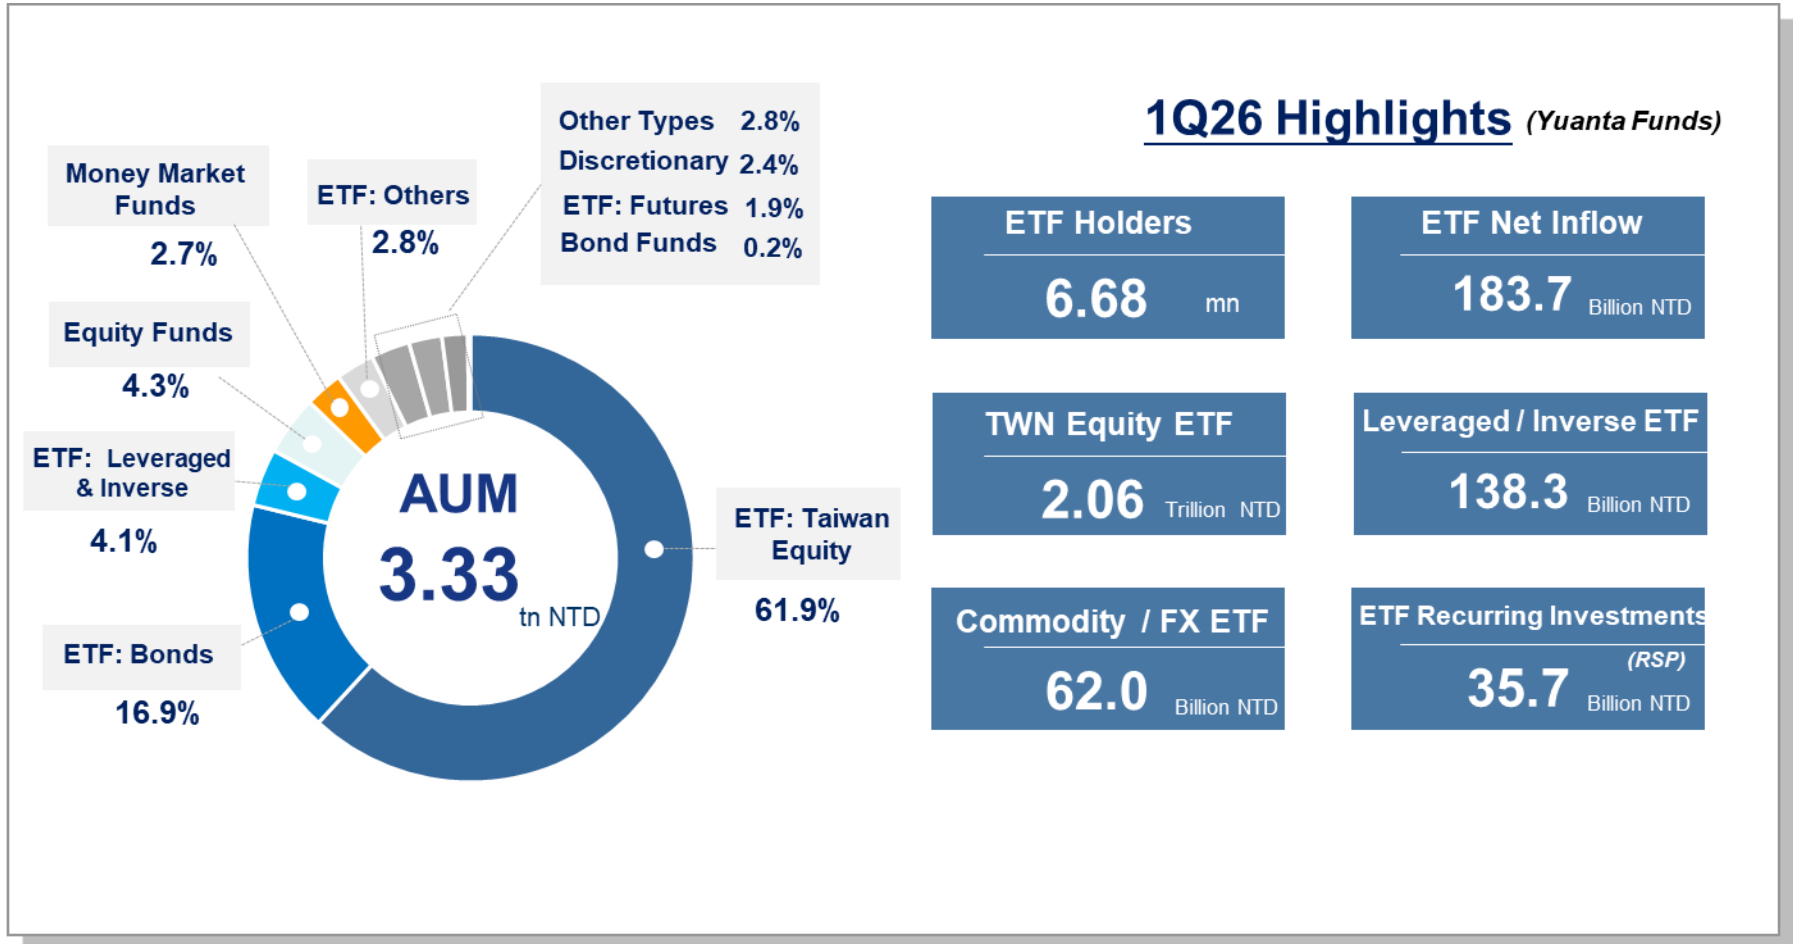 1Q26 Highlights (Yuanta Funds)
Other Types 2.8%
Discretionary 2.4%
ETF: Futures 1.9%
Bond Funds 0.2%
Money Market
Funds
2.7%
ETF: Others
2.8%
Equity Funds
4.3%
ETF: Leveraged
& Inverse
4.1%
ETF: Bonds
16.9%
AUM
3.33
tn NTD
ETF: Taiwan
Equity
61.9%
ETF Holders
6.68 mn
ETF Net Inflow
183.7 Billion NTD
TWN Equity ETF
2.06 Trillion NTD
Leveraged / Inverse ETF
138.3 Billion NTD
Commodity / FX ETF
62.0 Billion NTD
ETF Recurring Investments
(RSP)
35.7 Billion NTD